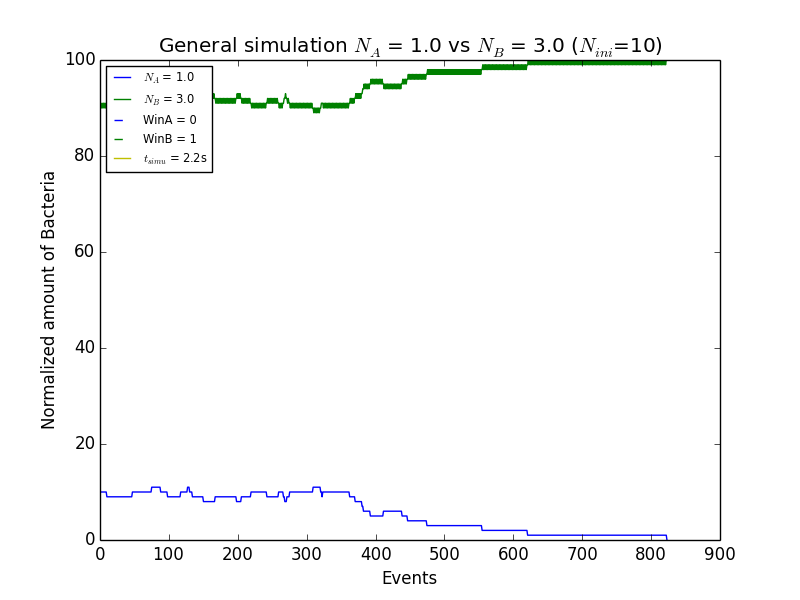 General simulation N_A = 1.0 vs N_B = 3.0 (N_ini=10)
Normalized amount of Bacteria
100
80
60
40
20
0
N_A = 1.0
N_B = 3.0
WinA = 0
WinB = 1
t_simu = 2.2s
0 100 200 300 400 500 600 700 800 900
Events